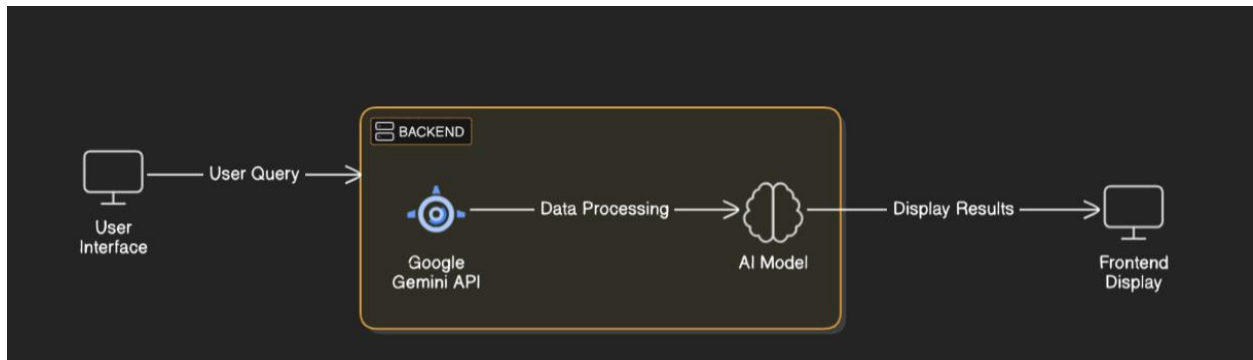 BACKEND
User Query
Data Processing
Display Results
User
Interface
Google
Gemini API
AI Model
Frontend
Display